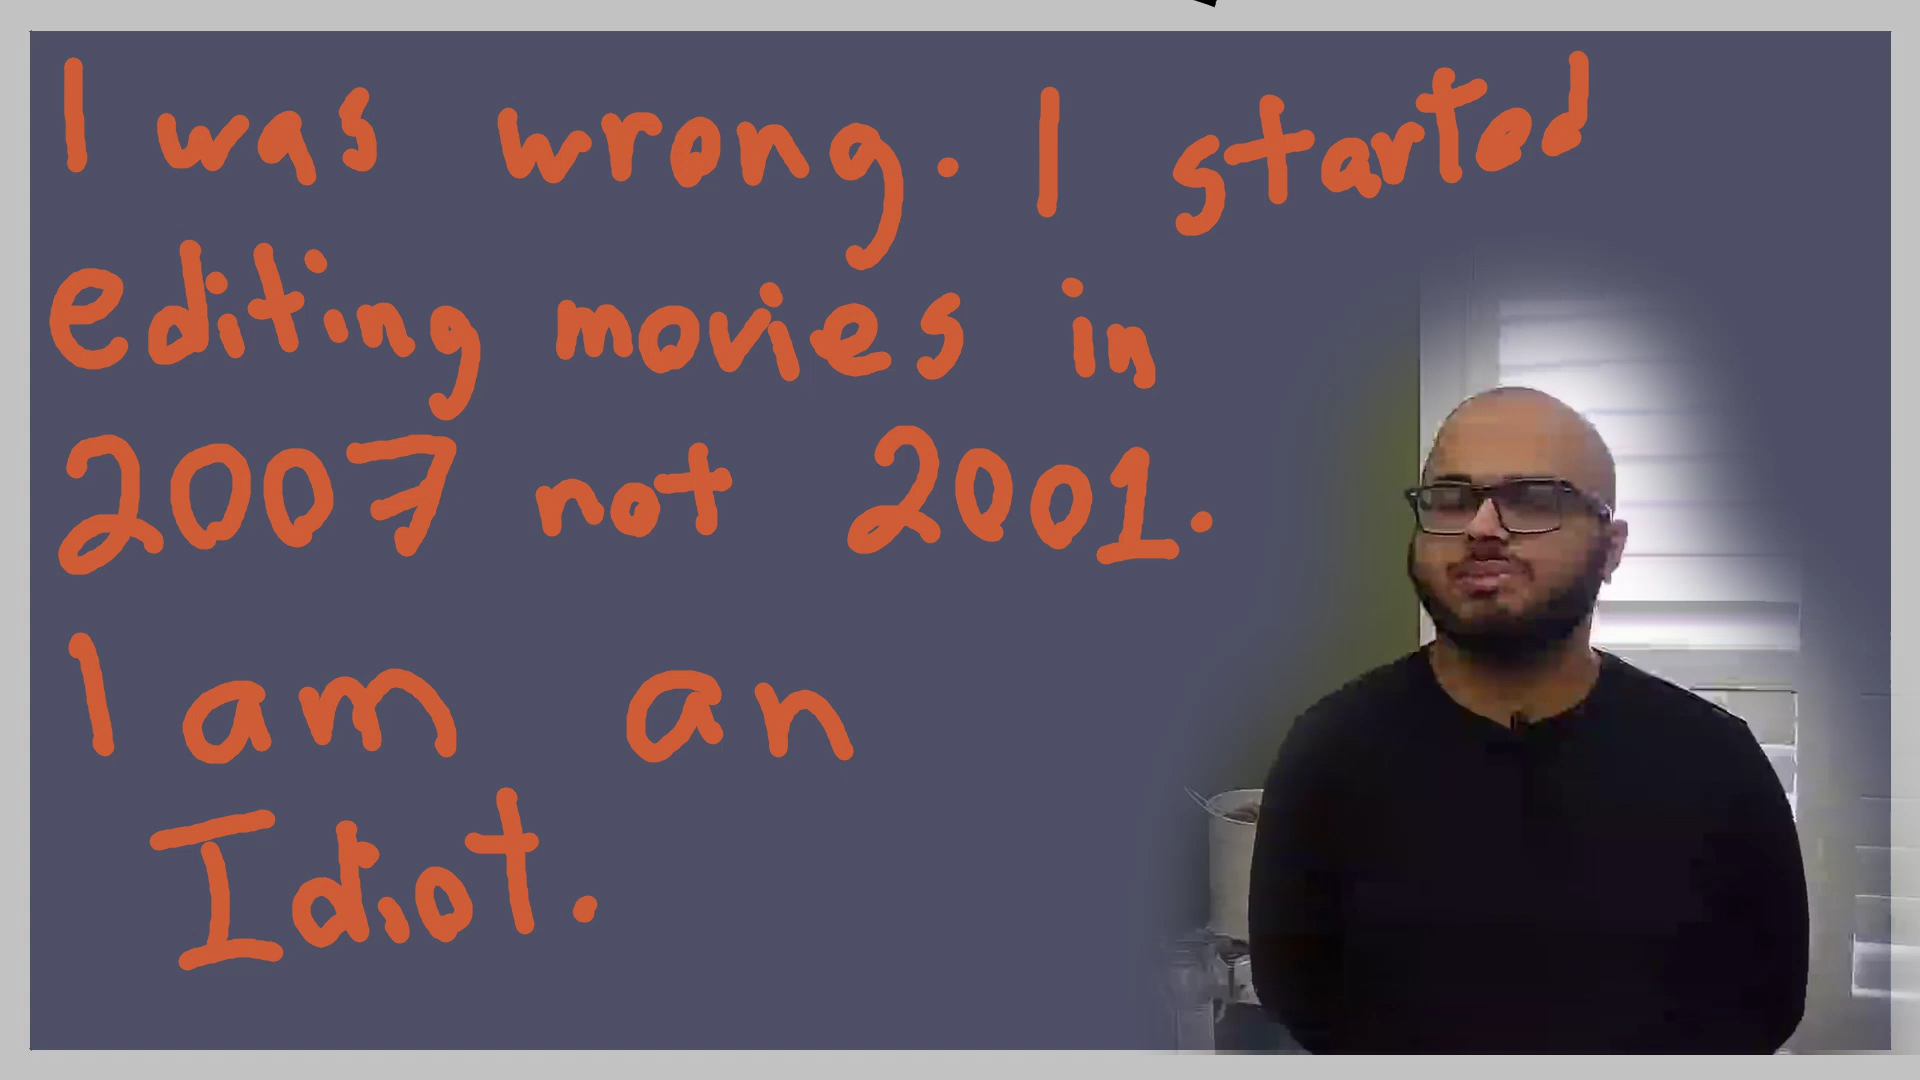 I was wrong. I started
editing movies in
2007 not 2001.
I am an
Idiot.